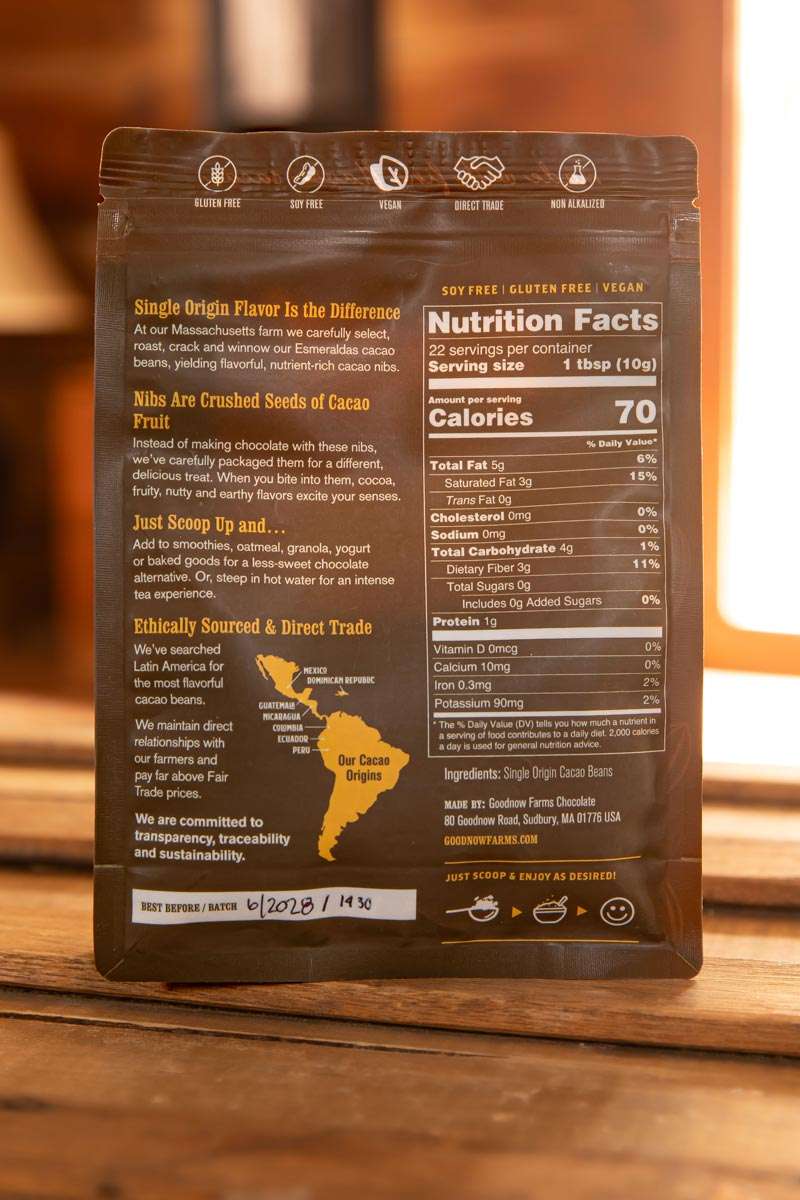 GLUTEN FREE
SOY FREE
VEGAN
DIRECT TRADE
NON ALKALIZED
Single Origin Flavor Is the Difference
At our Massachusetts farm we carefully select,
roast, crack and winnow our Esmeraldas cacao
beans, yielding flavorful, nutrient-rich cacao nibs.
Nibs Are Crushed Seeds of Cacao
Fruit
Instead of making chocolate with these nibs,
we've carefully packaged them for a different,
delicious treat. When you bite into them, cocoa,
fruity, nutty and earthy flavors excite your senses.
Just Scoop Up and...
Add to smoothies, oatmeal, granola, yogurt
or baked goods for a less-sweet chocolate
alternative. Or, steep in hot water for an intense
tea experience.
Ethically Sourced & Direct Trade
We've searched
Latin America for
the most flavorful
cacao beans.
We maintain direct
relationships with
our farmers and
pay far above Fair
Trade prices.
We are committed to
transparency, traceability
and sustainability.
MEXICO
DOMINICAN REPUBLIC
GUATEMALA
NICARAGUA
COLOMBIA
ECUADOR
PERU
Our Cacao
Origins
BEST BEFORE / BATCH 6/2028 / 1930
SOY FREE | GLUTEN FREE | VEGAN
Nutrition Facts
22 servings per container
Serving size 1 tbsp (10g)
Amount per serving
Calories 70
% Daily Value*
Total Fat 5g 6%
Saturated Fat 3g 15%
Trans Fat 0g
Cholesterol 0mg 0%
Sodium 0mg 0%
Total Carbohydrate 4g 1%
Dietary Fiber 3g 11%
Total Sugars 0g
Includes 0g Added Sugars 0%
Protein 1g
Vitamin D 0mcg 0%
Calcium 10mg 0%
Iron 0.3mg 2%
Potassium 90mg 2%
* The % Daily Value (DV) tells you how much a nutrient in
a serving of food contributes to a daily diet. 2,000 calories
a day is used for general nutrition advice.
Ingredients: Single Origin Cacao Beans
MADE BY: Goodnow Farms Chocolate
80 Goodnow Road, Sudbury, MA 01776 USA
GOODNOWFARMS.COM
JUST SCOOP & ENJOY AS DESIRED!